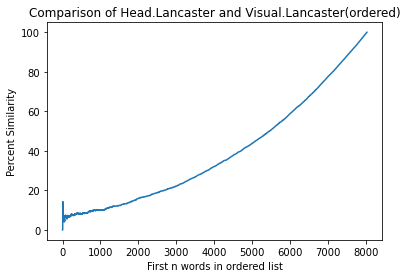 Comparison of Head.Lancaster and Visual.Lancaster(ordered)
100
80
60
40
20
0
Percent Similarity
0 1000 2000 3000 4000 5000 6000 7000 8000
First n words in ordered list